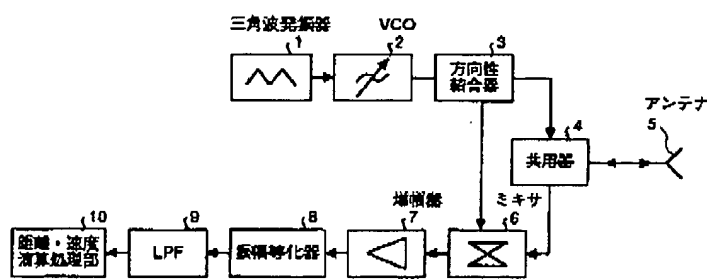 三角波発振器
VCO
1
2
3
方向性
結合器
アンテナ
4
5
共用器
増幅器
ミキサ
10
9
8
7
6
距離・速度
演算処理部
LPF
振幅等化器